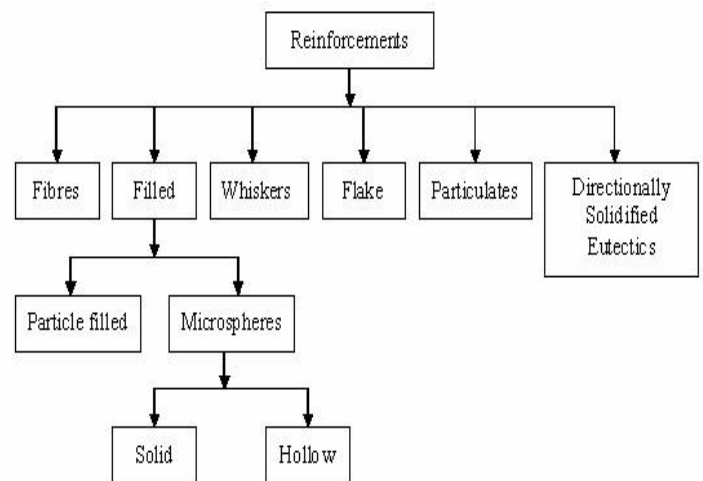 Reinforcements
Fibres
Filled
Whiskers
Flake
Particulates
Directionally
Solidified
Eutectics
Particle filled
Microspheres
Solid
Hollow